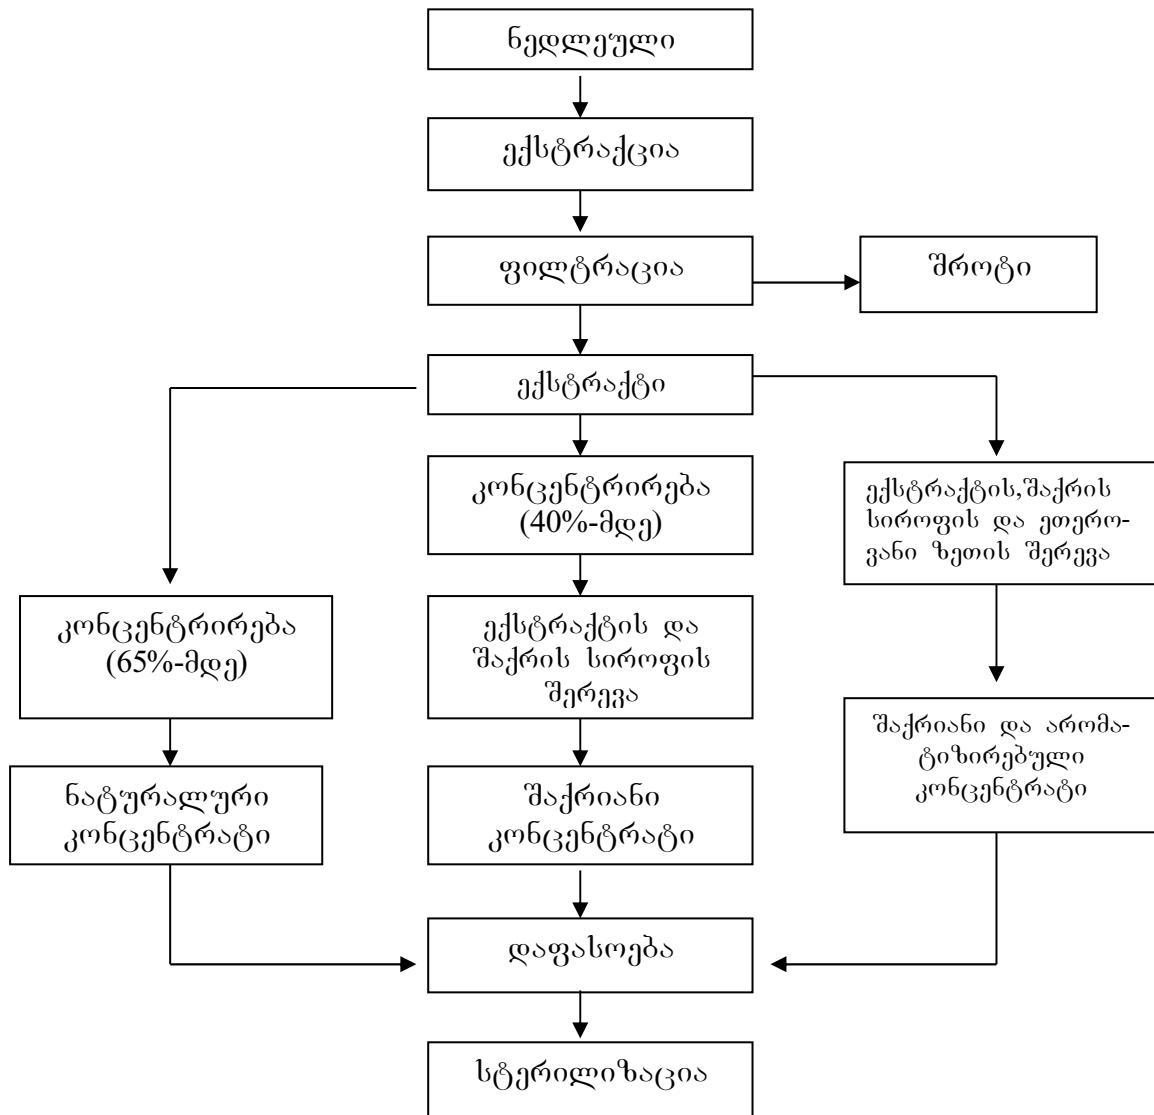 ნედლეული
ექსტრაქცია
ფილტრაცია
შროტი
ექსტრაქტი
კონცენტრირება
(40%-მდე)
ექსტრაქტის,შაქრის
სიროფის და ეთერო-
ვანი ზეთის შერევა
კონცენტრირება
(65%-მდე)
ექსტრაქტის და
შაქრის სიროფის
შერევა
შაქრიანი და არომა-
ტიზირებული
კონცენტრატი
ნატურალური
კონცენტრატი
შაქრიანი
კონცენტრატი
დაფასოება
სტერილიზაცია